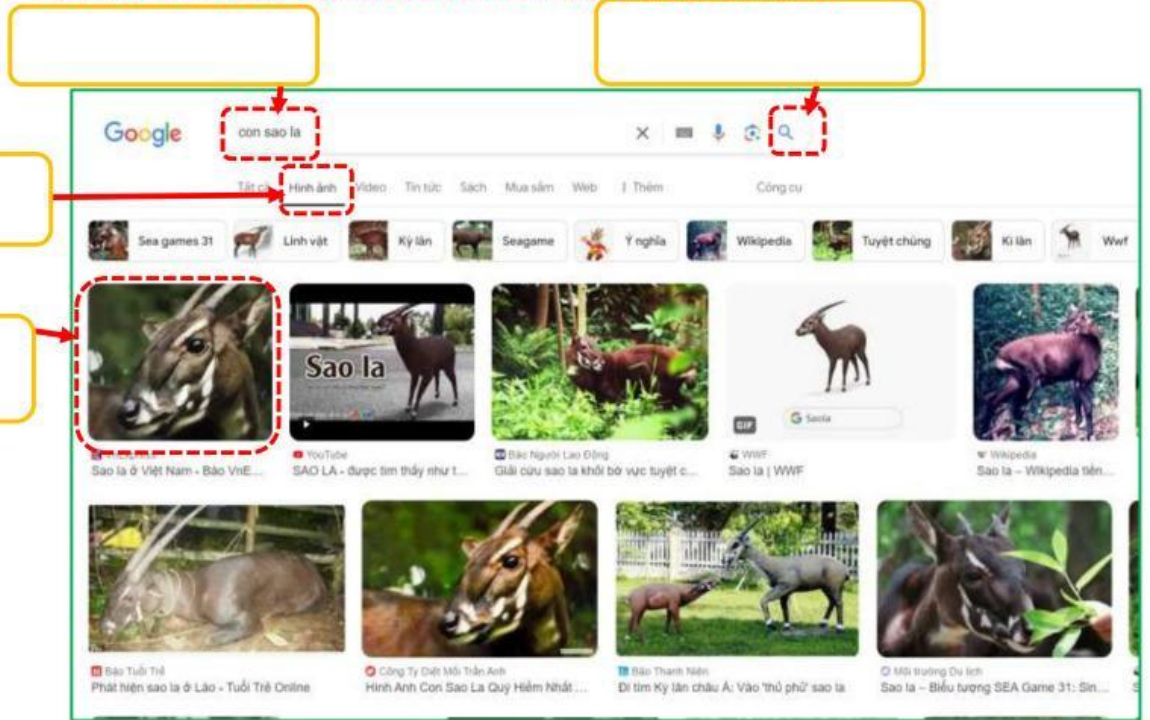 Google
con sao la
Tất cả Hình ảnh Video Tin tức Sách Mua sắm Web Thêm Công cụ
Sea games 31 Linh vật Kỳ lân Seagame Ý nghĩa Wikipedia Tuyệt chủng Kì lân Wwf
Sao la
GIF
G Saola
YouTube Báo Người Lao Động WWF Wikipedia
Sao la ở Việt Nam - Báo VnE... SAO LA - được tìm thấy như t... Giải cứu sao la khỏi bờ vực tuyệt c... Sao la | WWF Sao la – Wikipedia tiến...
Báo Tuổi Trẻ Công Ty Diệt Mối Trần Anh Báo Thanh Niên Môi trường Du lịch
Phát hiện sao la ở Lào - Tuổi Trẻ Online Hình Ảnh Con Sao La Quý Hiếm Nhất ... Đi tìm Kỳ lân châu Á: Vào 'thủ phủ' sao la Sao la – Biểu tượng SEA Game 31: Sin...